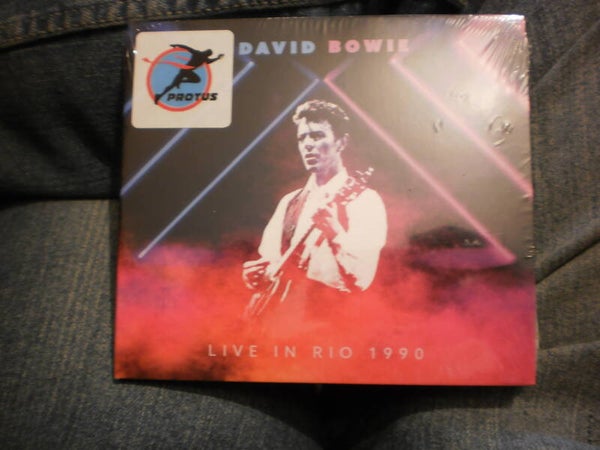 DAVID BOWIE
PROTUS
LIVE IN RIO 1990